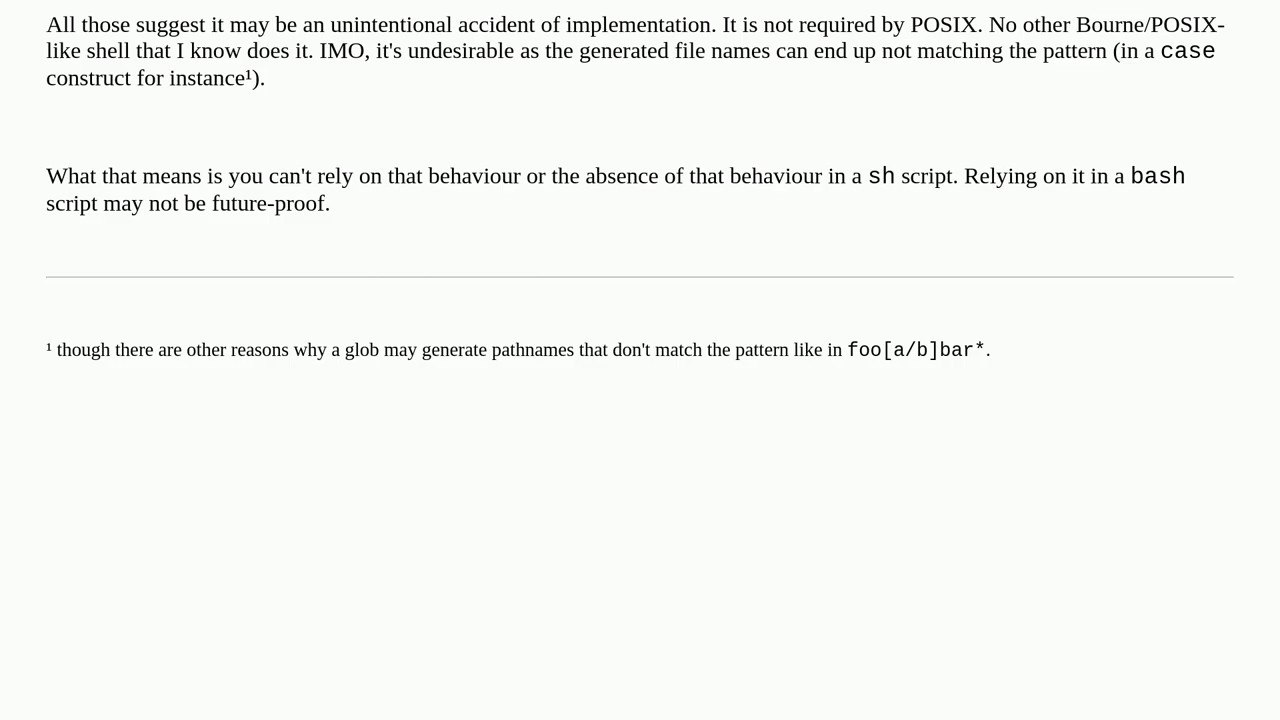 All those suggest it may be an unintentional accident of implementation. It is not required by POSIX. No other Bourne/POSIX-
like shell that I know does it. IMO, it's undesirable as the generated file names can end up not matching the pattern (in a case
construct for instance¹).
What that means is you can't rely on that behaviour or the absence of that behaviour in a sh script. Relying on it in a bash
script may not be future-proof.
¹ though there are other reasons why a glob may generate pathnames that don't match the pattern like in foo[a/b]bar*.